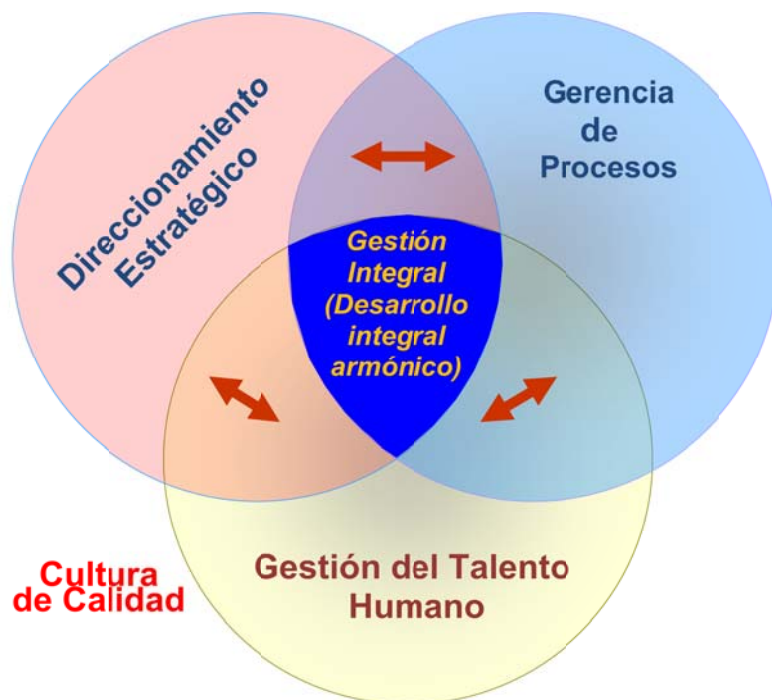 Direccionamiento
Estratégico
Gerencia
de
Procesos
Gestión
Integral
(Desarrollo
integral
armónico)
Gestión del Talento
Humano
Cultura
de Calidad